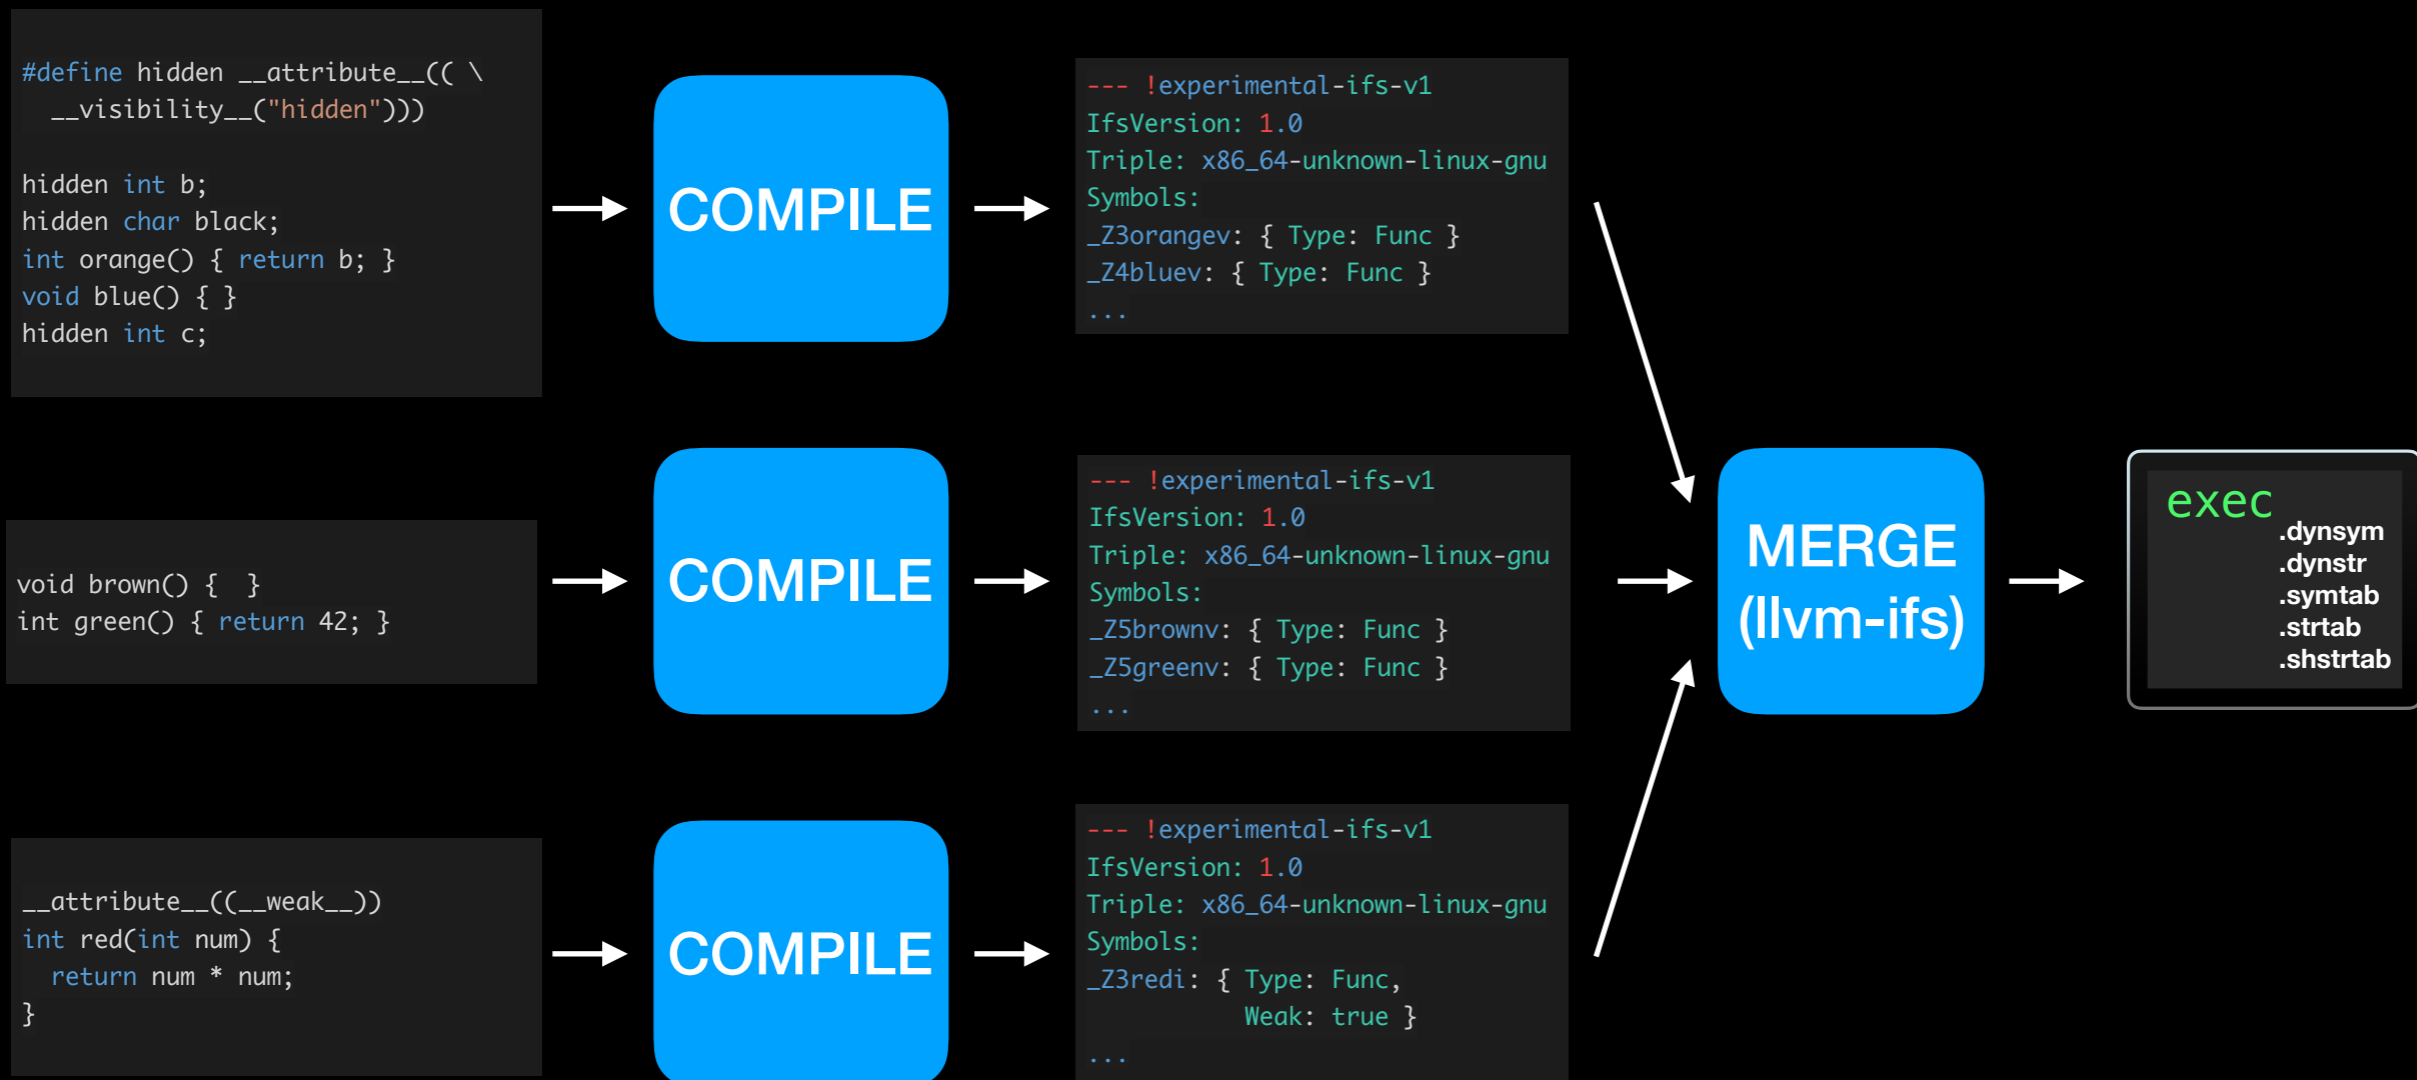 #define hidden __attribute__(( \
  __visibility__("hidden")))
hidden int b;
hidden char black;
int orange() { return b; }
void blue() { }
hidden int c;
COMPILE
--- !experimental-ifs-v1
IfsVersion: 1.0
Triple: x86_64-unknown-linux-gnu
Symbols:
_Z3orangev: { Type: Func }
_Z4bluev: { Type: Func }
...
void brown() {  }
int green() { return 42; }
COMPILE
--- !experimental-ifs-v1
IfsVersion: 1.0
Triple: x86_64-unknown-linux-gnu
Symbols:
_Z5brownv: { Type: Func }
_Z5greenv: { Type: Func }
...
__attribute__((__weak__))
int red(int num) {
  return num * num;
}
COMPILE
--- !experimental-ifs-v1
IfsVersion: 1.0
Triple: x86_64-unknown-linux-gnu
Symbols:
_Z3redi: { Type: Func,
           Weak: true }
...
MERGE
(llvm-ifs)
exec
.dynsym
.dynstr
.symtab
.strtab
.shstrtab